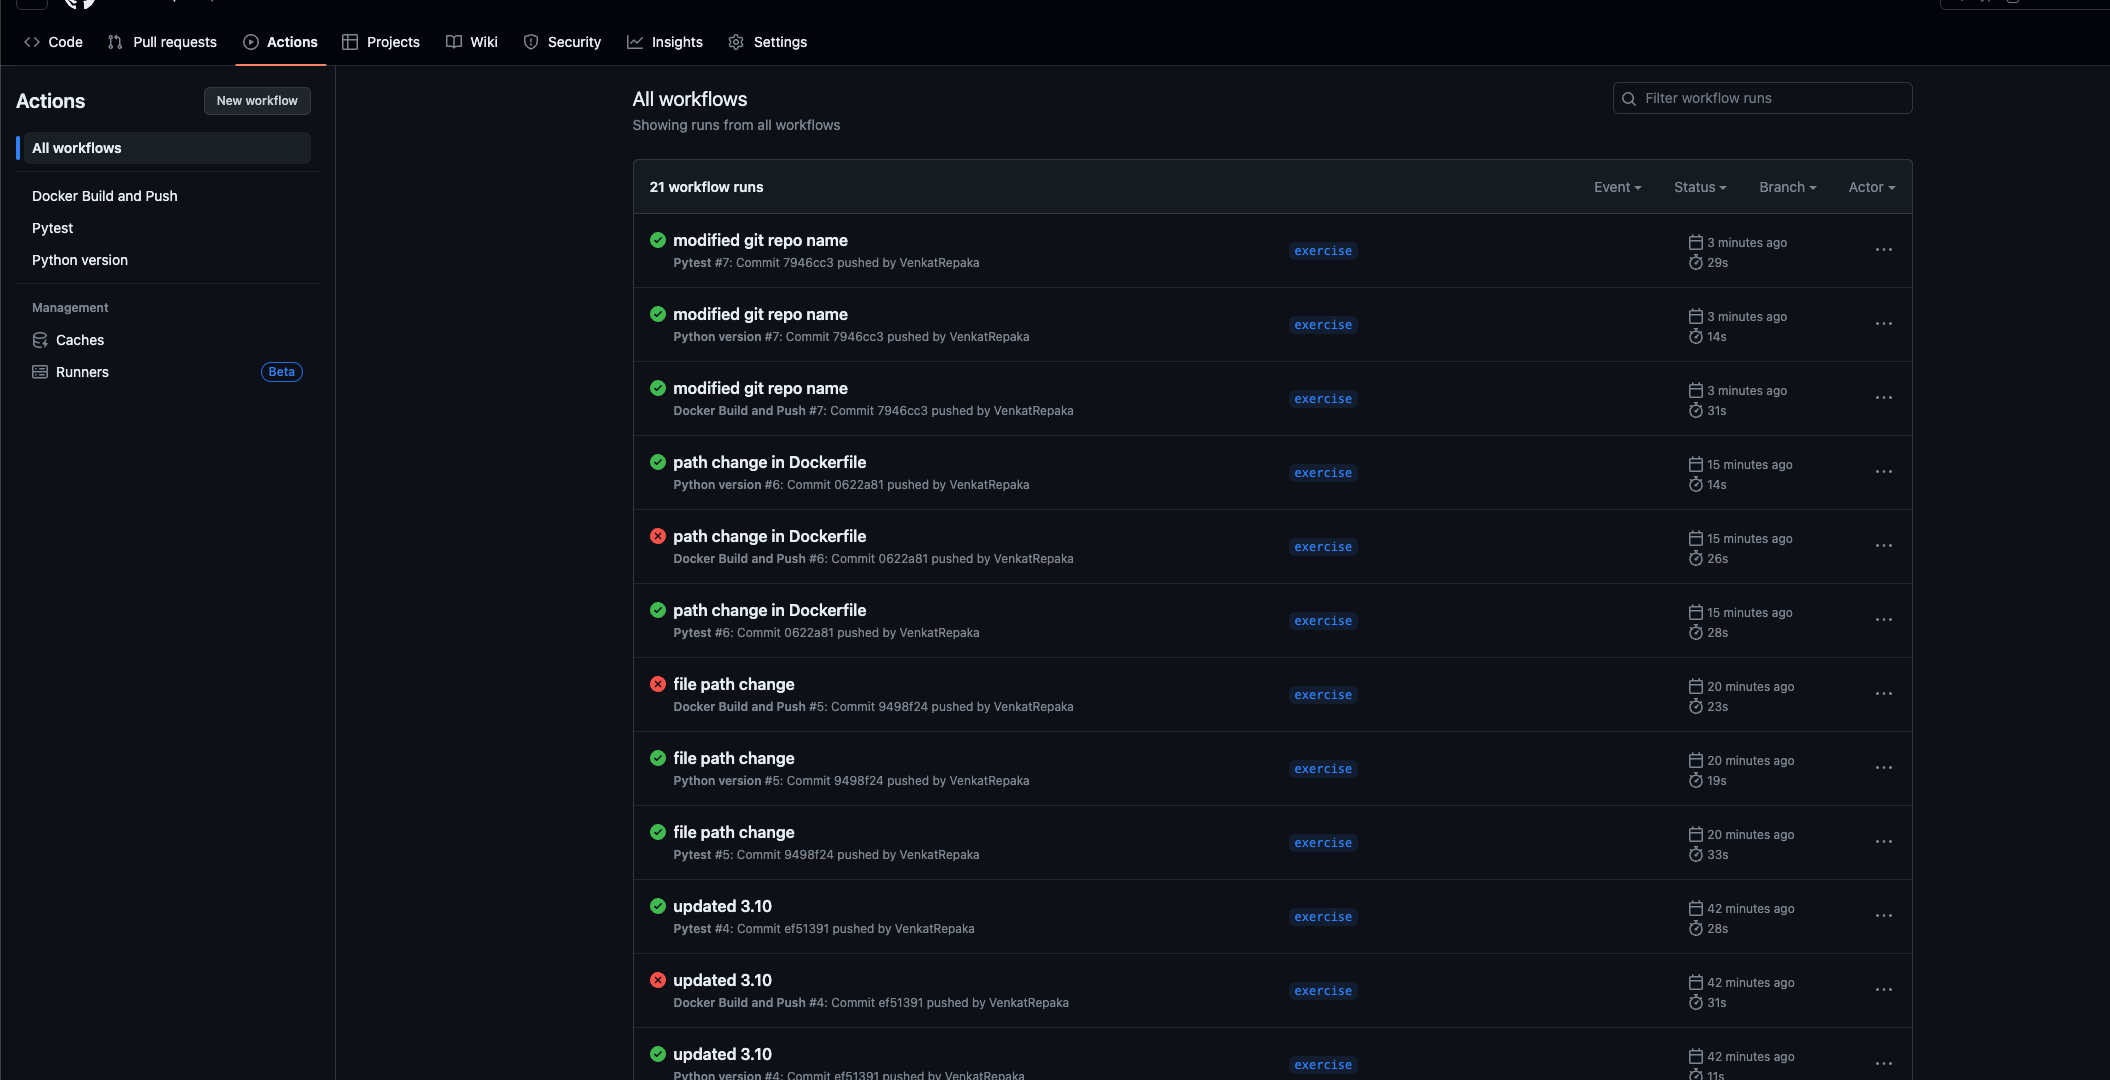 Code
Pull requests
Actions
Projects
Wiki
Security
Insights
Settings
Actions
New workflow
All workflows
Docker Build and Push
Pytest
Python version
Management
Caches
Runners
Beta
All workflows
Showing runs from all workflows
Filter workflow runs
21 workflow runs
Event
Status
Branch
Actor
modified git repo name
Pytest #7: Commit 7946cc3 pushed by VenkatRepaka
exercise
3 minutes ago
29s
modified git repo name
Python version #7: Commit 7946cc3 pushed by VenkatRepaka
exercise
3 minutes ago
14s
modified git repo name
Docker Build and Push #7: Commit 7946cc3 pushed by VenkatRepaka
exercise
3 minutes ago
31s
path change in Dockerfile
Python version #6: Commit 0622a81 pushed by VenkatRepaka
exercise
15 minutes ago
14s
path change in Dockerfile
Docker Build and Push #6: Commit 0622a81 pushed by VenkatRepaka
exercise
15 minutes ago
26s
path change in Dockerfile
Pytest #6: Commit 0622a81 pushed by VenkatRepaka
exercise
15 minutes ago
28s
file path change
Docker Build and Push #5: Commit 9498f24 pushed by VenkatRepaka
exercise
20 minutes ago
23s
file path change
Python version #5: Commit 9498f24 pushed by VenkatRepaka
exercise
20 minutes ago
19s
file path change
Pytest #5: Commit 9498f24 pushed by VenkatRepaka
exercise
20 minutes ago
33s
updated 3.10
Pytest #4: Commit ef51391 pushed by VenkatRepaka
exercise
42 minutes ago
28s
updated 3.10
Docker Build and Push #4: Commit ef51391 pushed by VenkatRepaka
exercise
42 minutes ago
31s
updated 3.10
Python version #4: Commit ef51391 pushed by VenkatRepaka
exercise
42 minutes ago
11s